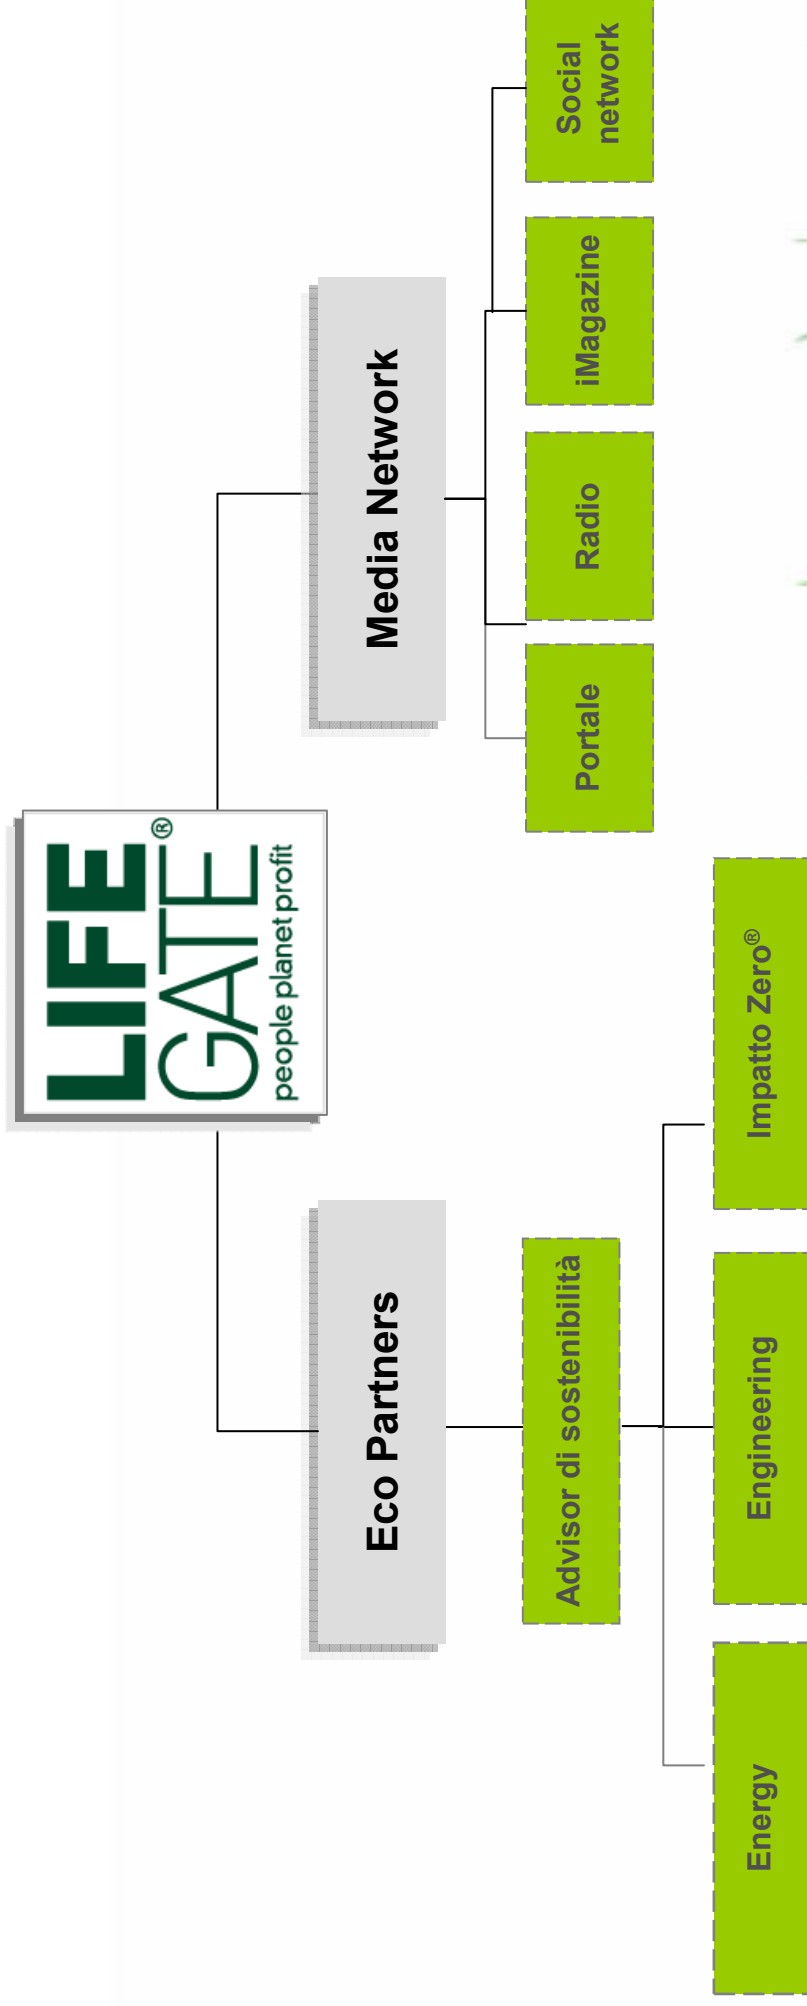 LIFE
GATE®
people planet profit
Eco Partners
Media Network
Advisor di sostenibilità
Portale
Radio
iMagazine
Social
network
Energy
Engineering
Impatto Zero®